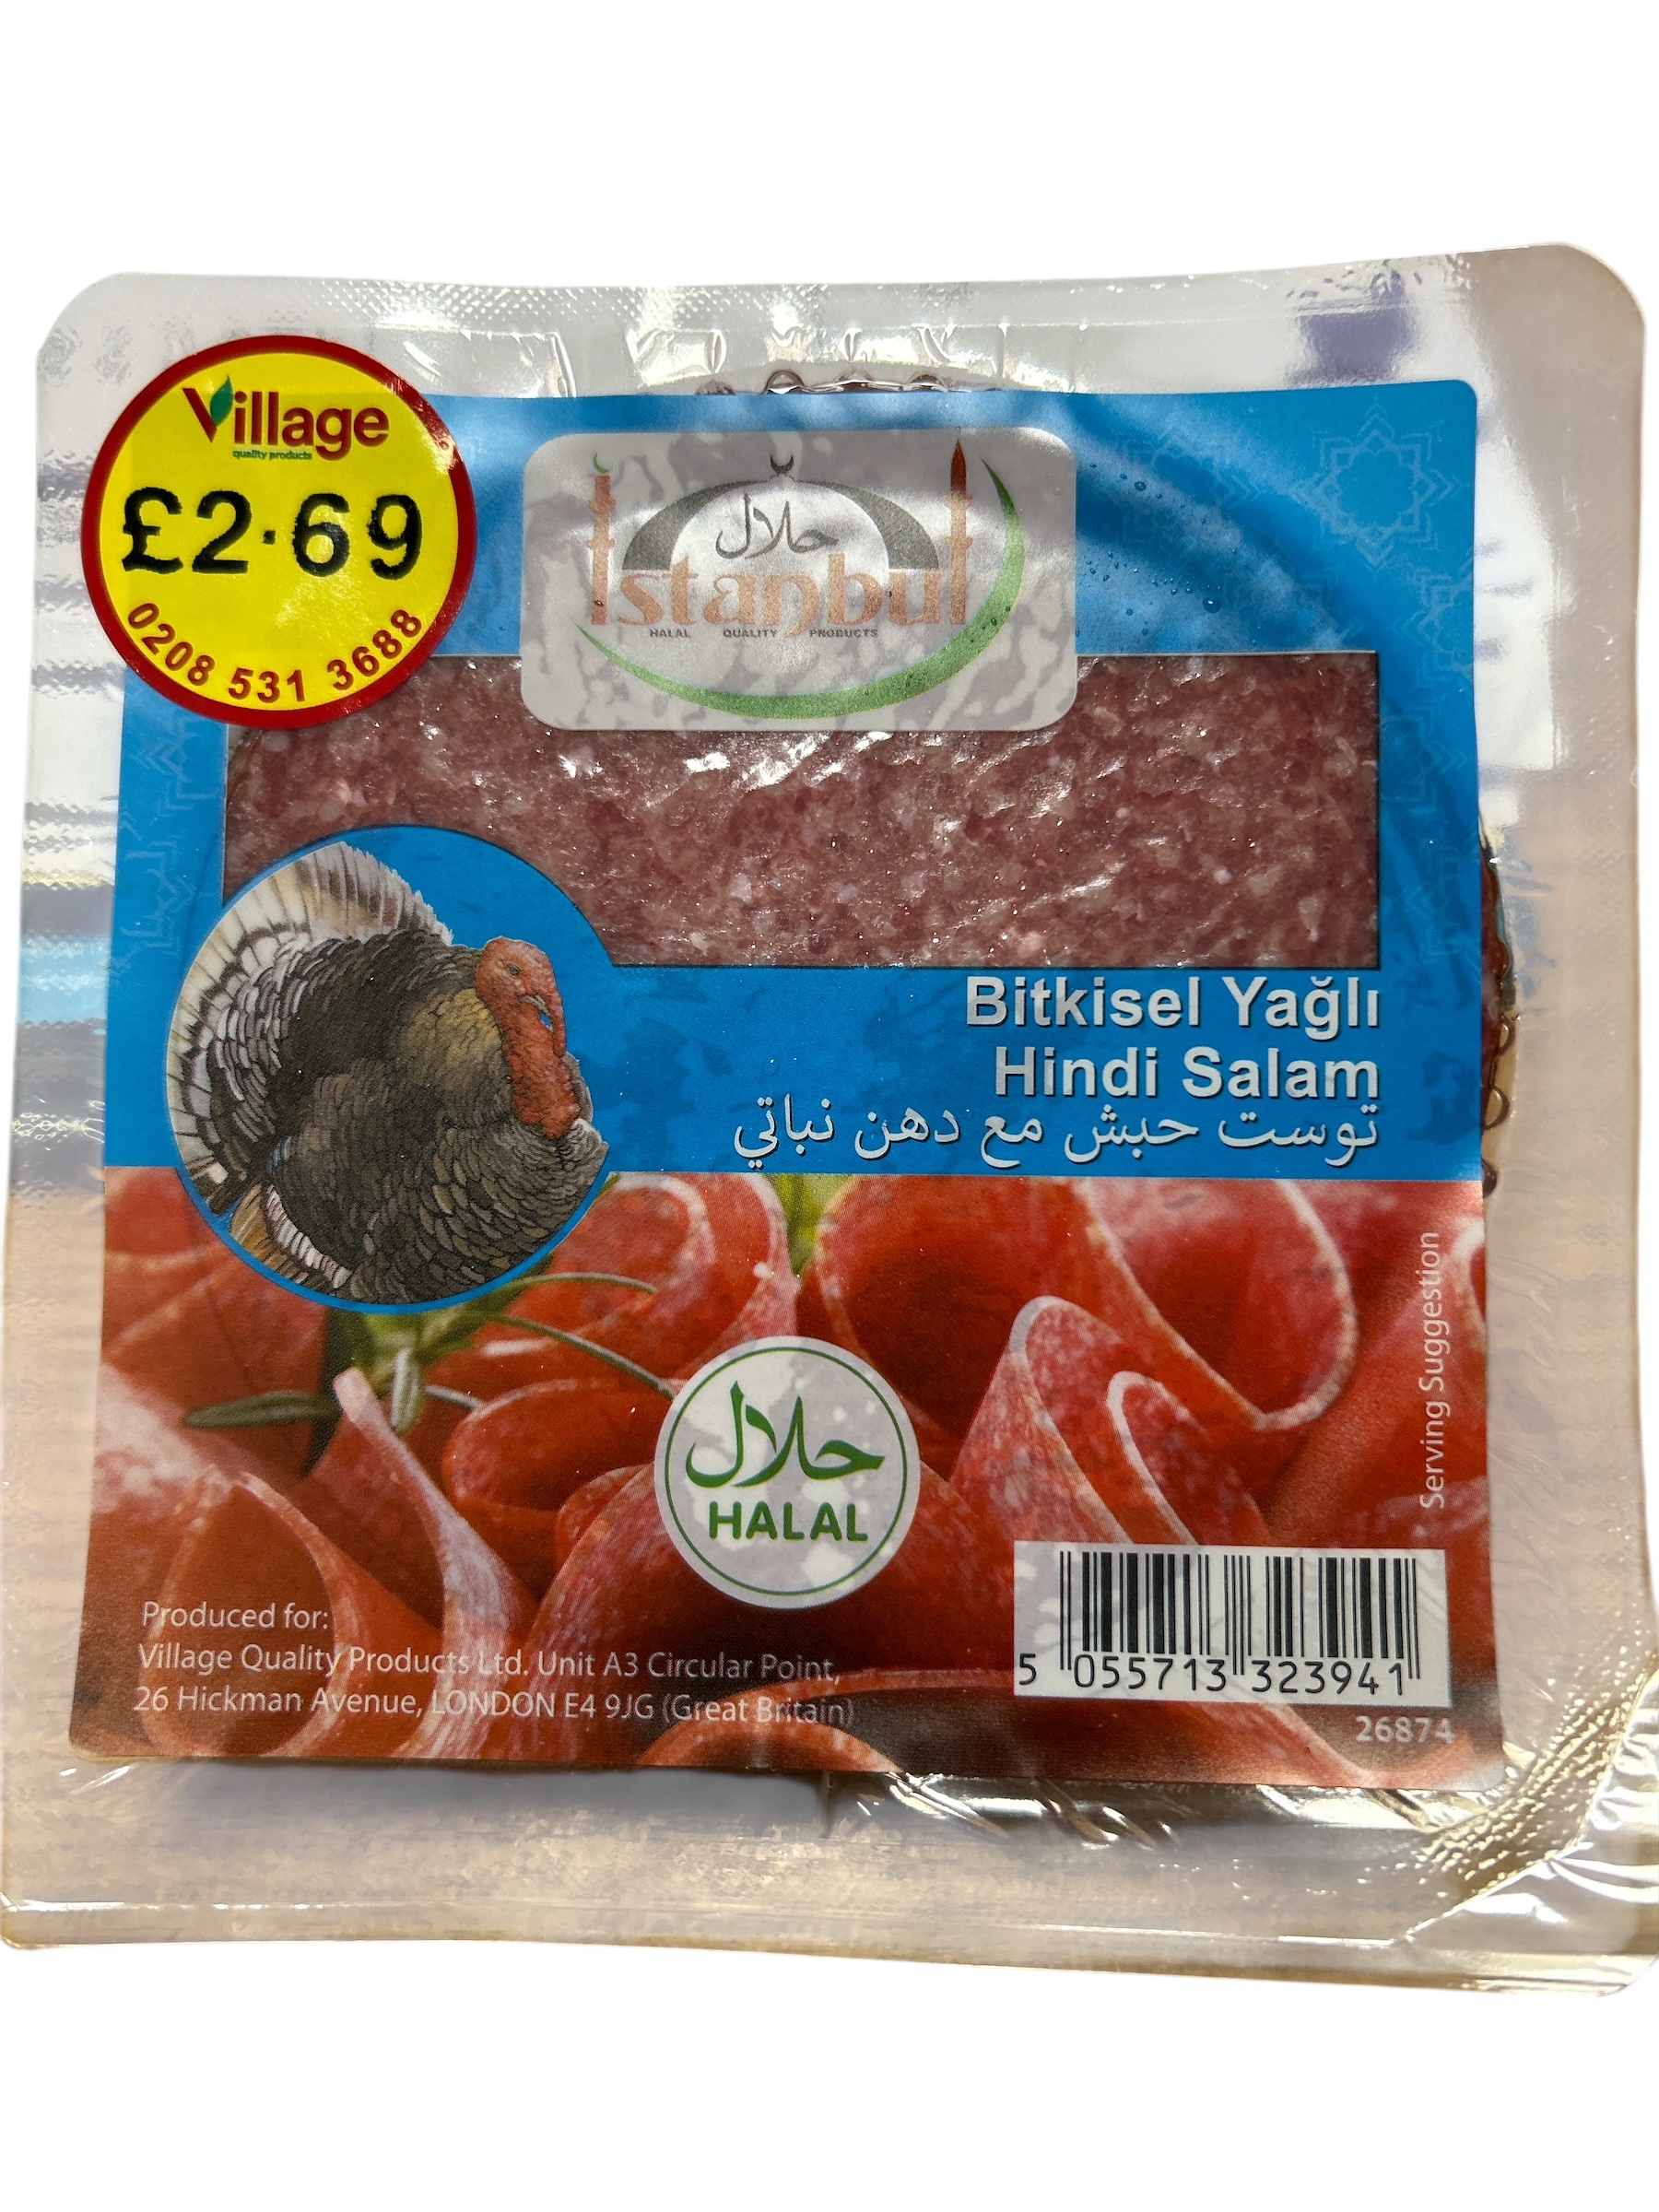 Village
quality products
£2.69
0208 531 3688
حلال
istanbul
HALAL QUALITY PRODUCTS
Bitkisel Yağlı
Hindi Salam
توست حبش مع دهن نباتي
Serving Suggestion
حلال
HALAL
Produced for:
Village Quality Products Ltd. Unit A3 Circular Point,
26 Hickman Avenue, LONDON E4 9JG (Great Britain)
5 055713 323941
26874